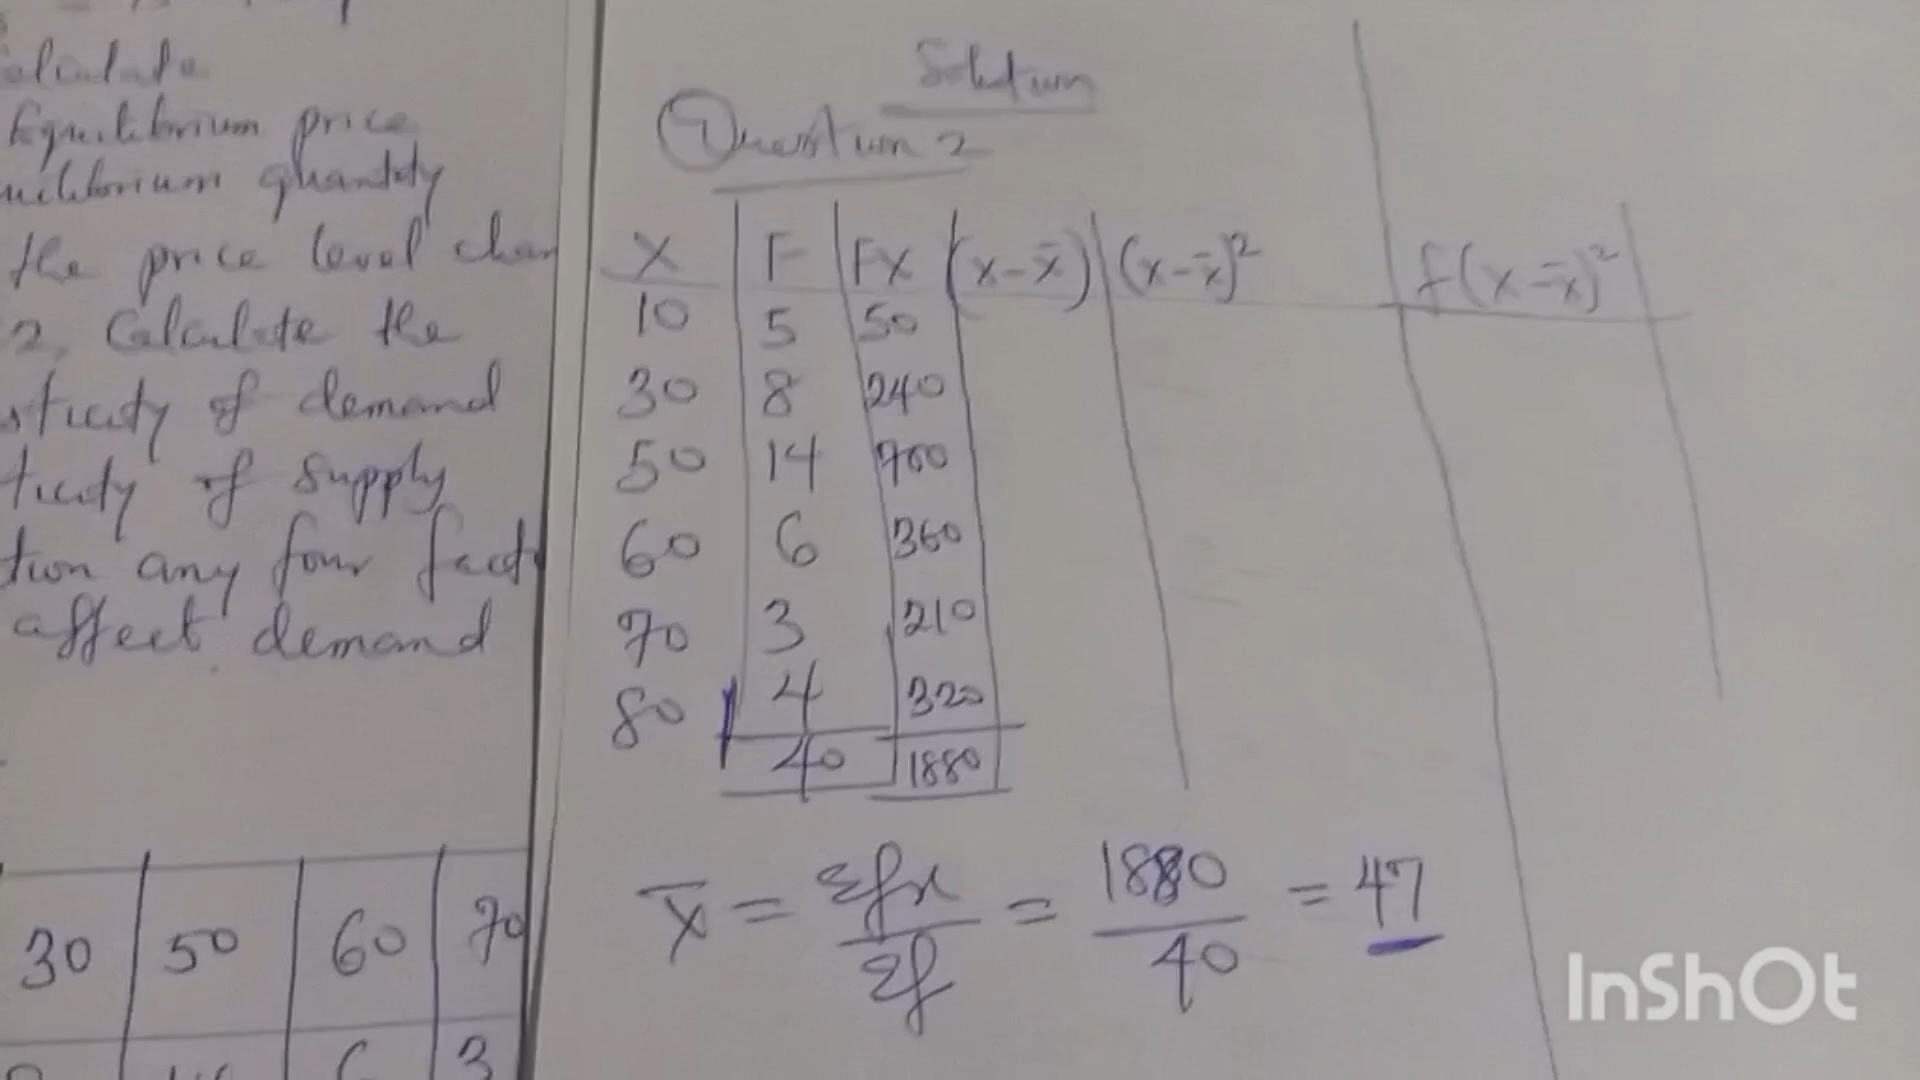 Calculate
Equilibrium price
quantity
the price level
2, Calculate the
of demand
of supply
any four
affect demand
30 50 60 70
6 3
Solution
Question 2
X F FX (x-x̄) (x-x̄)² f(x-x̄)²
10 5 50
30 8 240
50 14 700
60 6 360
70 3 210
80 4 320
40 1880
x̄ = Σfx/Σf = 1880/40 = 47
InShOt